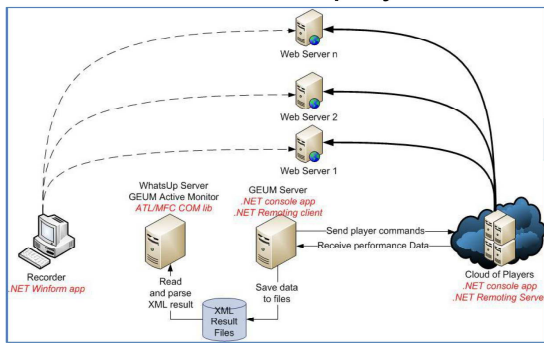 Web Server n
Web Server 2
Web Server 1
WhatsUp Server
GEUM Active Monitor
ATL/MFC COM lib
GEUM Server
.NET console app
.NET Remoting client
Send player commands
Receive performance Data
Recorder
.NET Winform app
Read
and parse
XML result
Save data
to files
XML
Result
Files
Cloud of Players
.NET console app
.NET Remoting Server